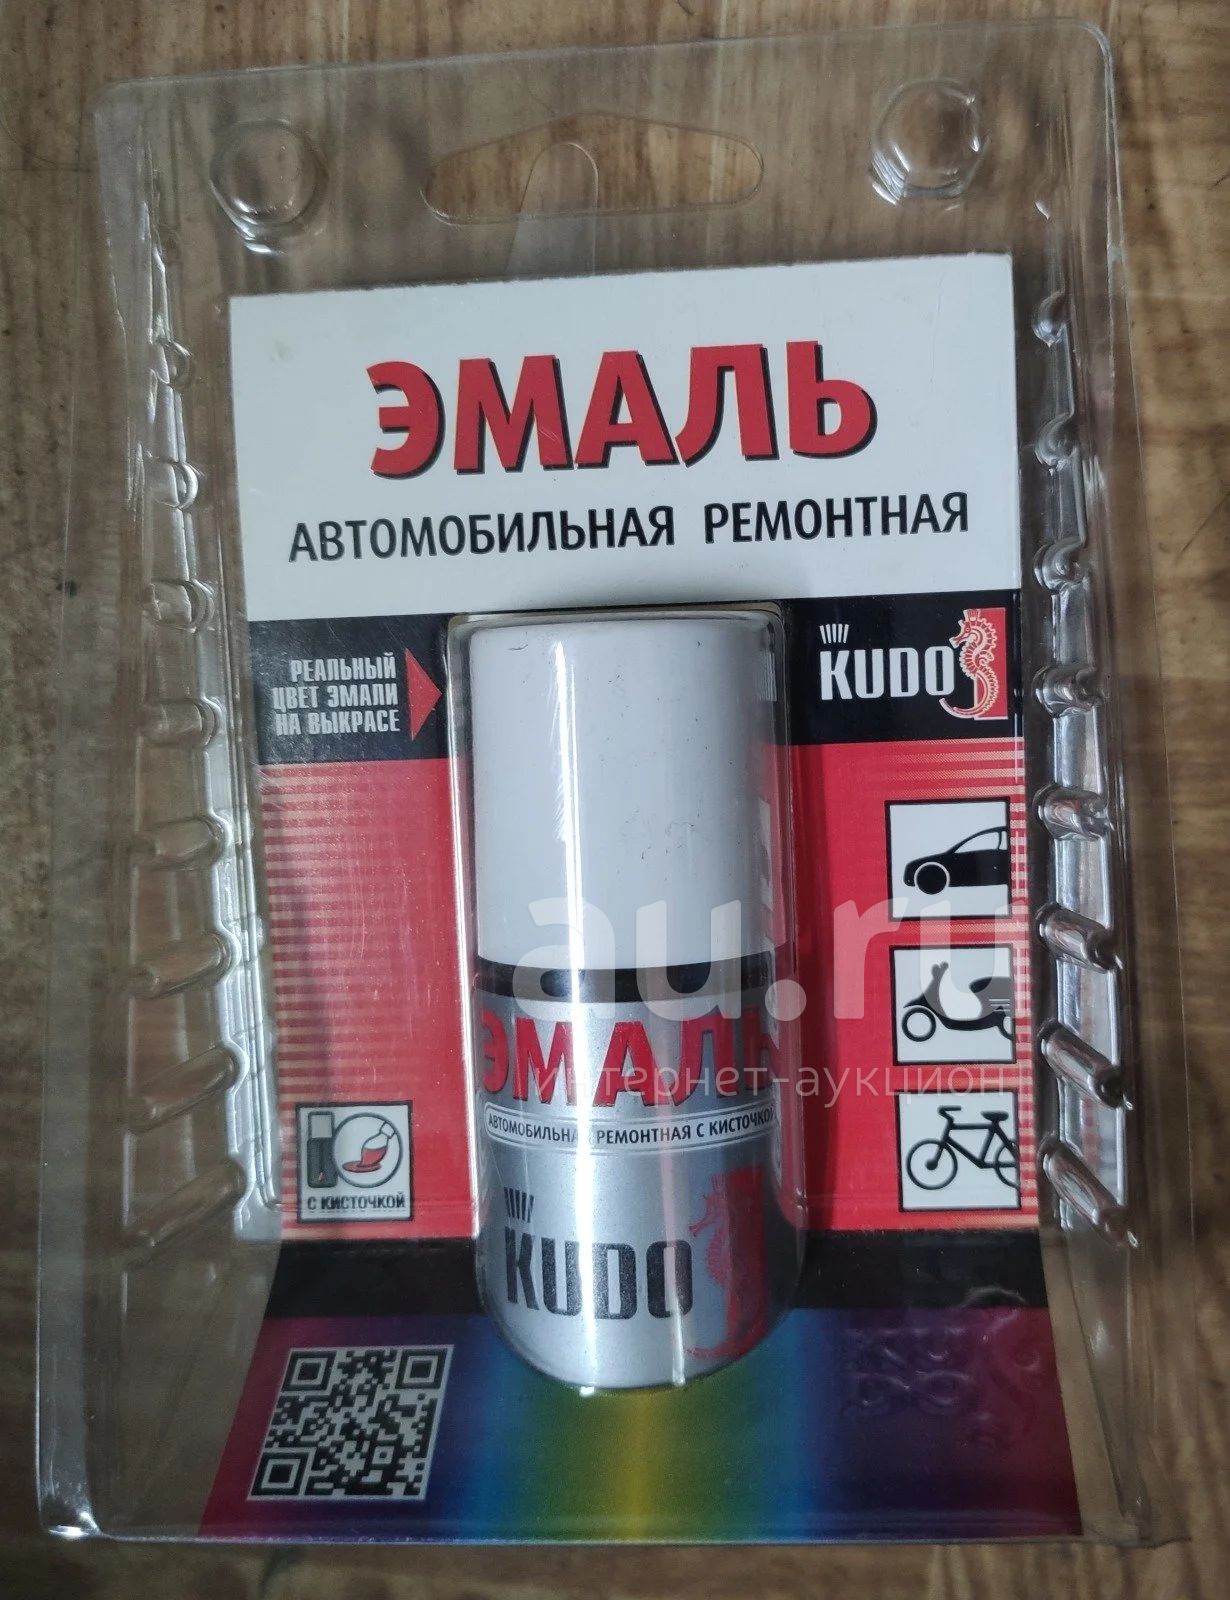 ЭМАЛЬ
АВТОМОБИЛЬНАЯ РЕМОНТНАЯ
РЕАЛЬНЫЙ
ЦВЕТ ЭМАЛИ
НА ВЫКРАСЕ
KUDO
au.ru
интернет-аукцион
ЭМАЛЬ
АВТОМОБИЛЬНАЯ РЕМОНТНАЯ С КИСТОЧКОЙ
С КИСТОЧКОЙ
KUDO